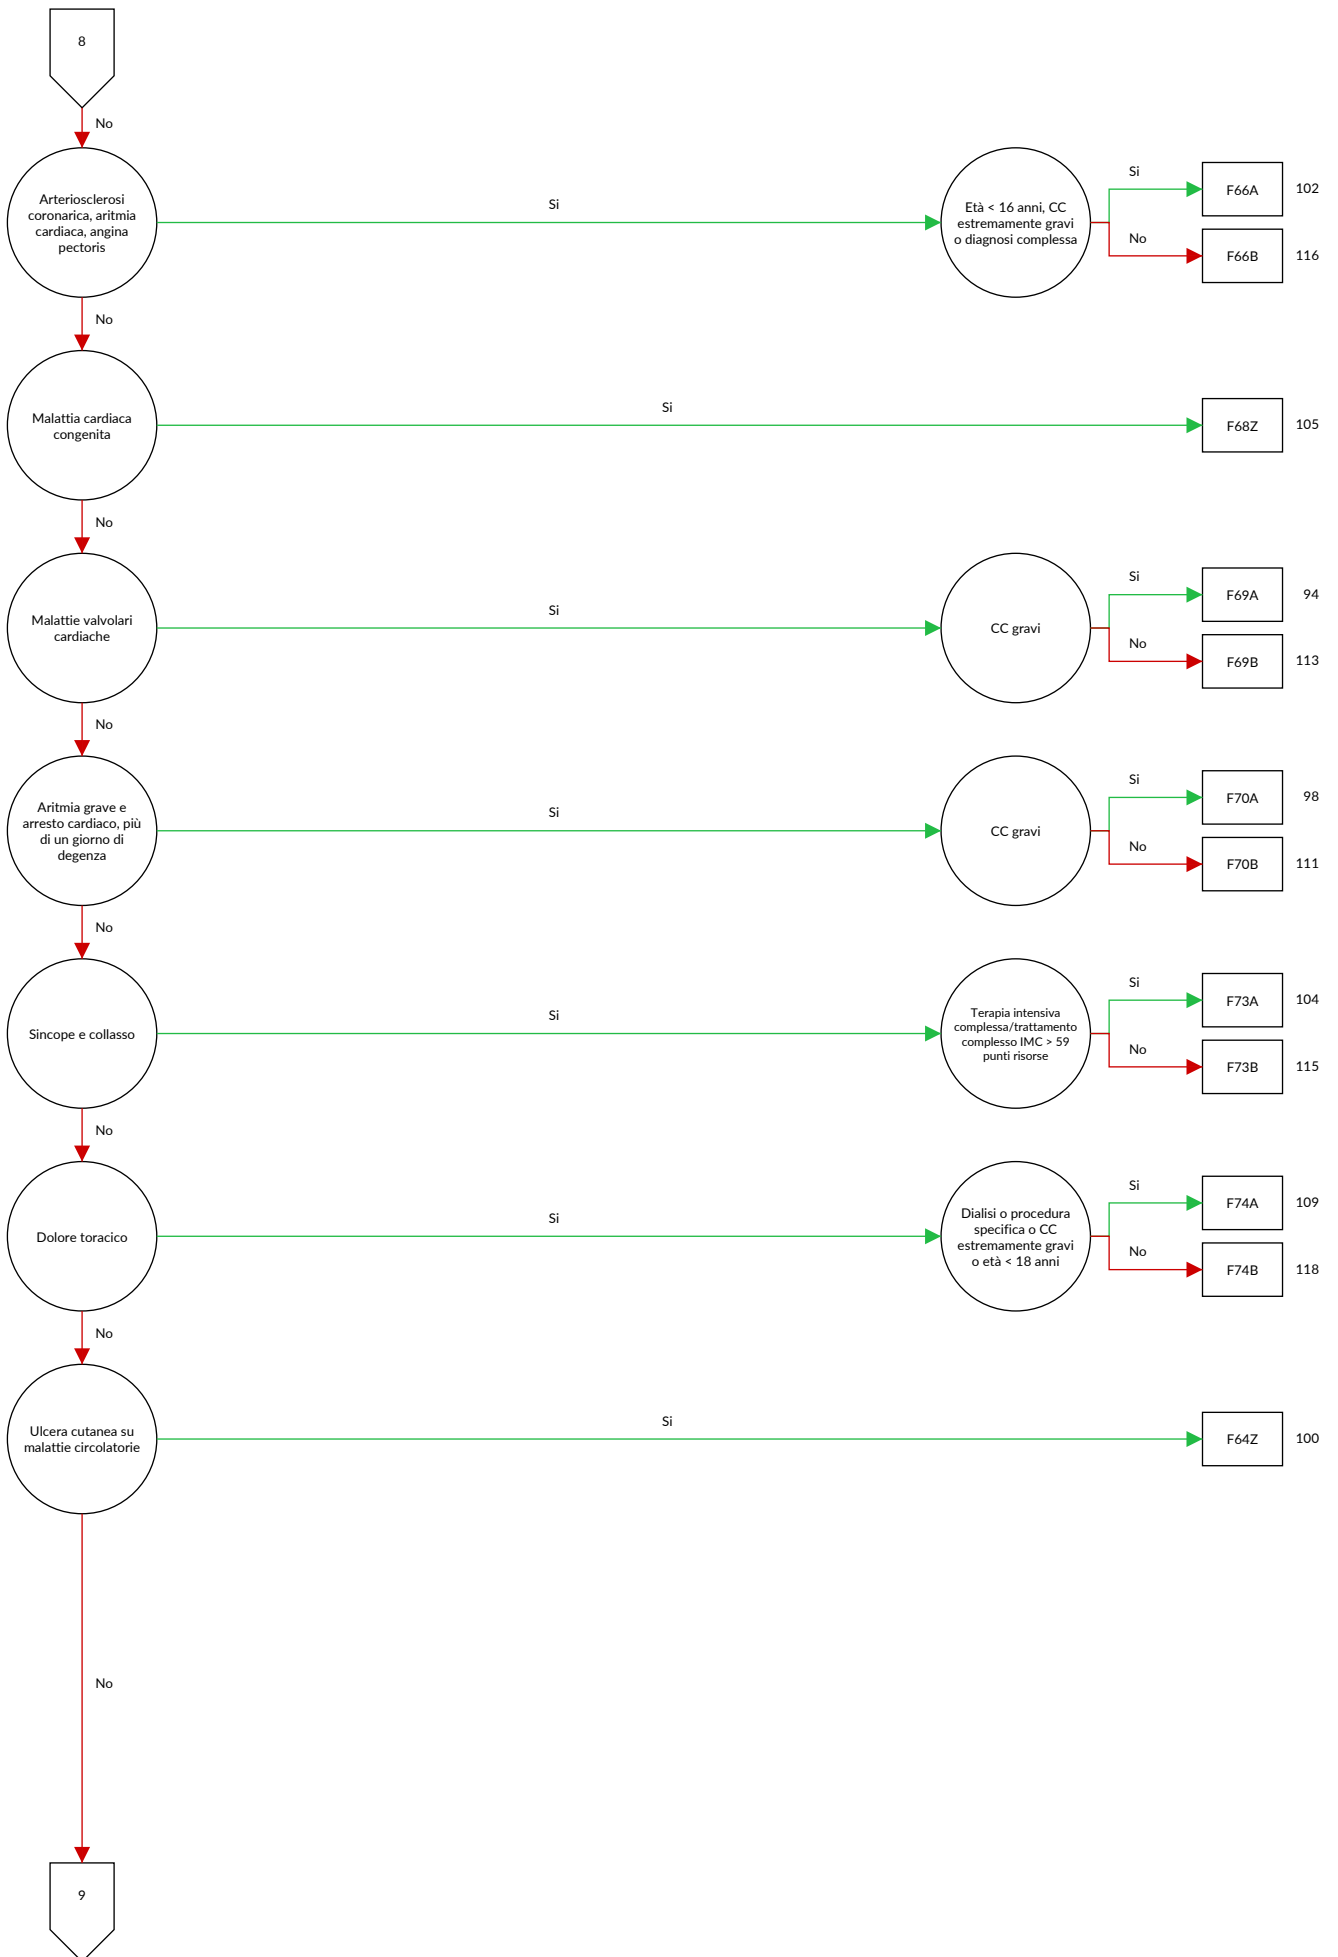 8
No
Arteriosclerosi
coronarica, aritmia
cardiaca, angina
pectoris
Si
Età < 16 anni, CC
estremamente gravi
o diagnosi complessa
Si
F66A
102
No
F66B
116
No
Malattia cardiaca
congenita
Si
F68Z
105
No
Malattie valvolari
cardiache
Si
CC gravi
Si
F69A
94
No
F69B
113
No
Aritmia grave e
arresto cardiaco, più
di un giorno di
degenza
Si
CC gravi
Si
F70A
98
No
F70B
111
No
Sincope e collasso
Si
Terapia intensiva
complessa/trattamento
complesso IMC > 59
punti risorse
Si
F73A
104
No
F73B
115
No
Dolore toracico
Si
Dialisi o procedura
specifica o CC
estremamente gravi
o età < 18 anni
Si
F74A
109
No
F74B
118
No
Ulcera cutanea su
malattie circolatorie
Si
F64Z
100
No
9